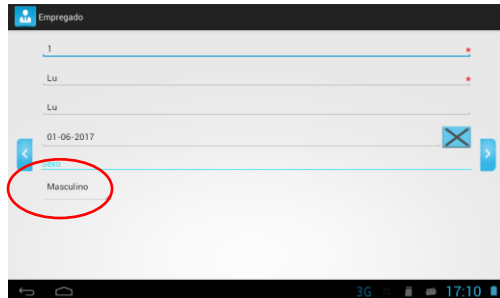 Empregado
1 *
Lu *
Lu
01-06-2017
Sexo
Masculino
3G 17:10